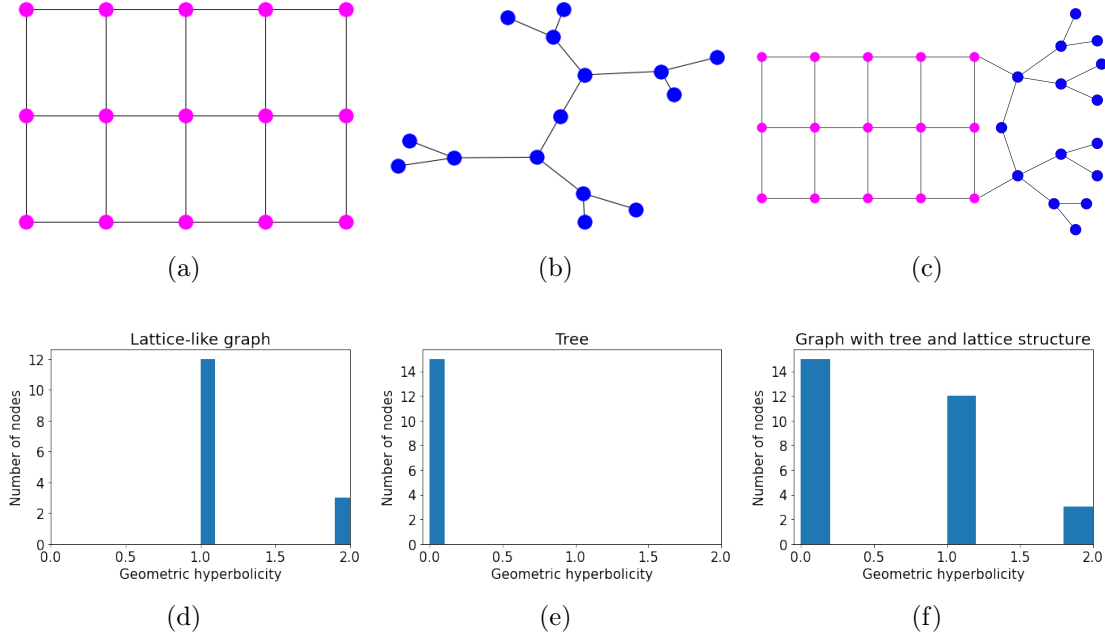 (a)
(b)
(c)
Lattice-like graph
12
10
8
6
4
2
0
Number of nodes
0.0 0.5 1.0 1.5 2.0
Geometric hyperbolicity
(d)
Tree
14
12
10
8
6
4
2
0
Number of nodes
0.0 0.5 1.0 1.5 2.0
Geometric hyperbolicity
(e)
Graph with tree and lattice structure
14
12
10
8
6
4
2
0
Number of nodes
0.0 0.5 1.0 1.5 2.0
Geometric hyperbolicity
(f)